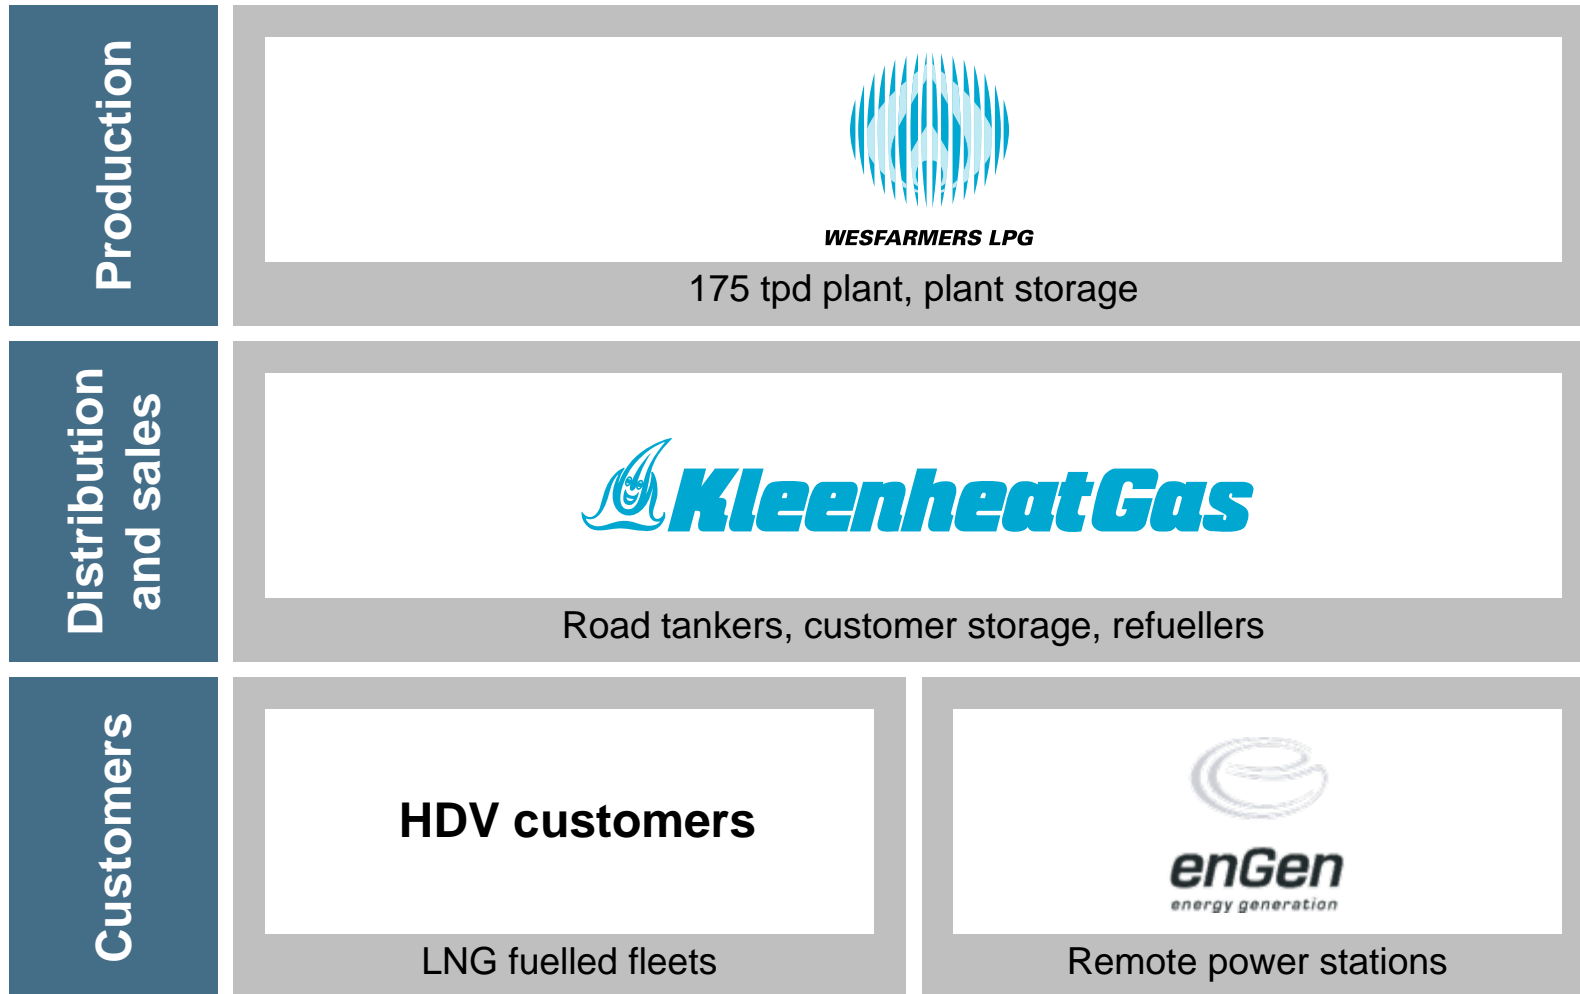 Production
WESFARMERS LPG
175 tpd plant, plant storage
Distribution
and sales
KleenheatGas
Road tankers, customer storage, refuellers
Customers
HDV customers
LNG fuelled fleets
enGen
energy generation
Remote power stations